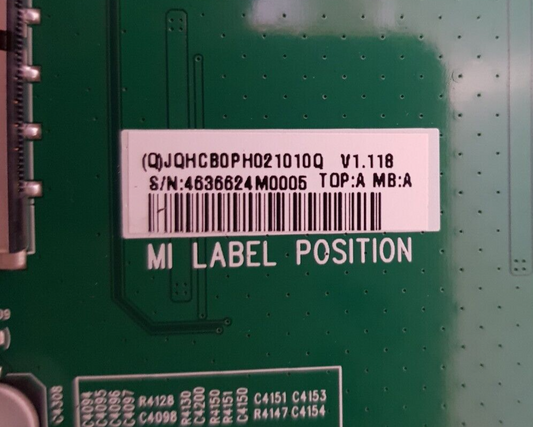 (Q)JQHCB0PH021010Q V1.118
S/N:4636624M0005 TOP:A MB:A
MI LABEL POSITION
C4308
C4094
C4095
C4096
C4097
R4128
C4098
R4130
C4200
R4150
R4151
C4150
C4151 C4153
R4147 C4154